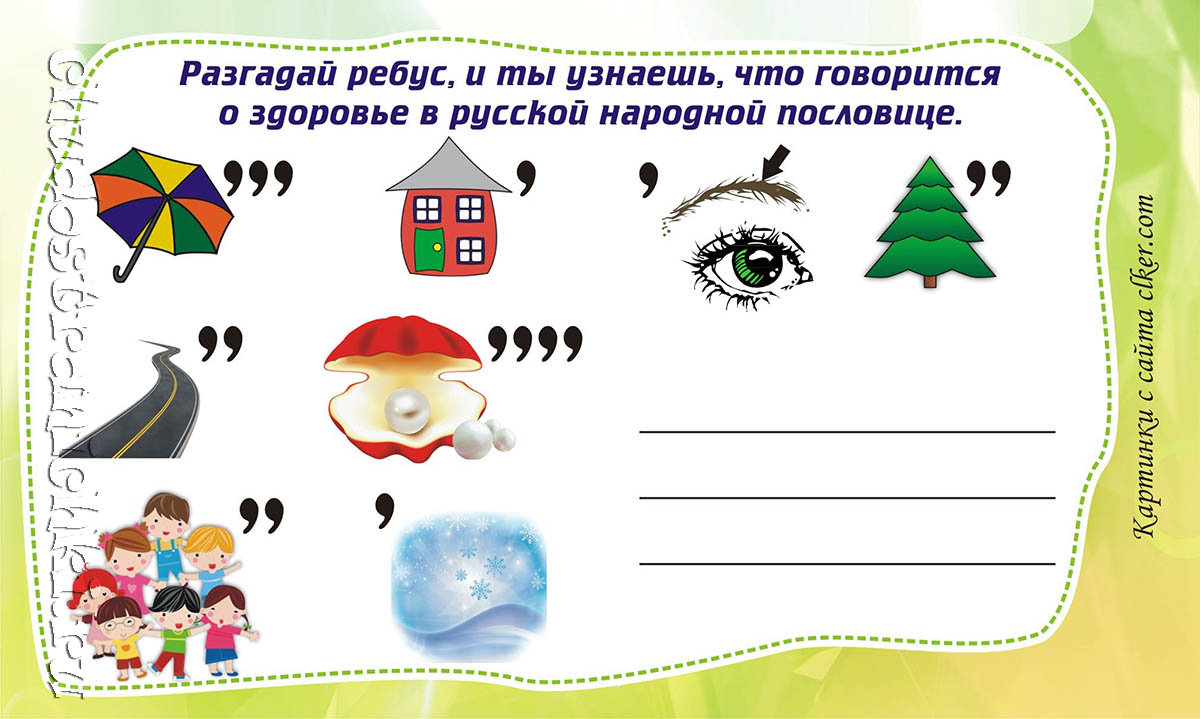 Разгадай ребус, и ты узнаешь, что говорится
о здоровье в русской народной пословице.
Картинки с сайта clker.com